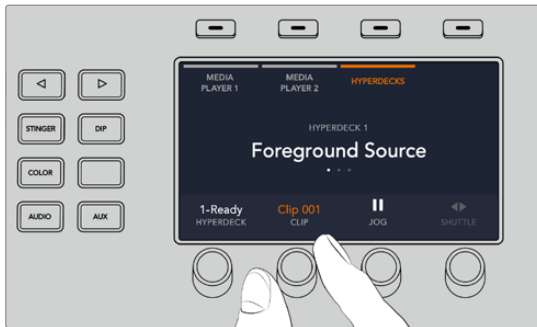 MEDIA
PLAYER 1
MEDIA
PLAYER 2
HYPERDECKS
STINGER
DIP
COLOR
AUDIO
AUX
HYPERDECK 1
Foreground Source
1-Ready
HYPERDECK
Clip 001
CLIP
JOG
SHUTTLE